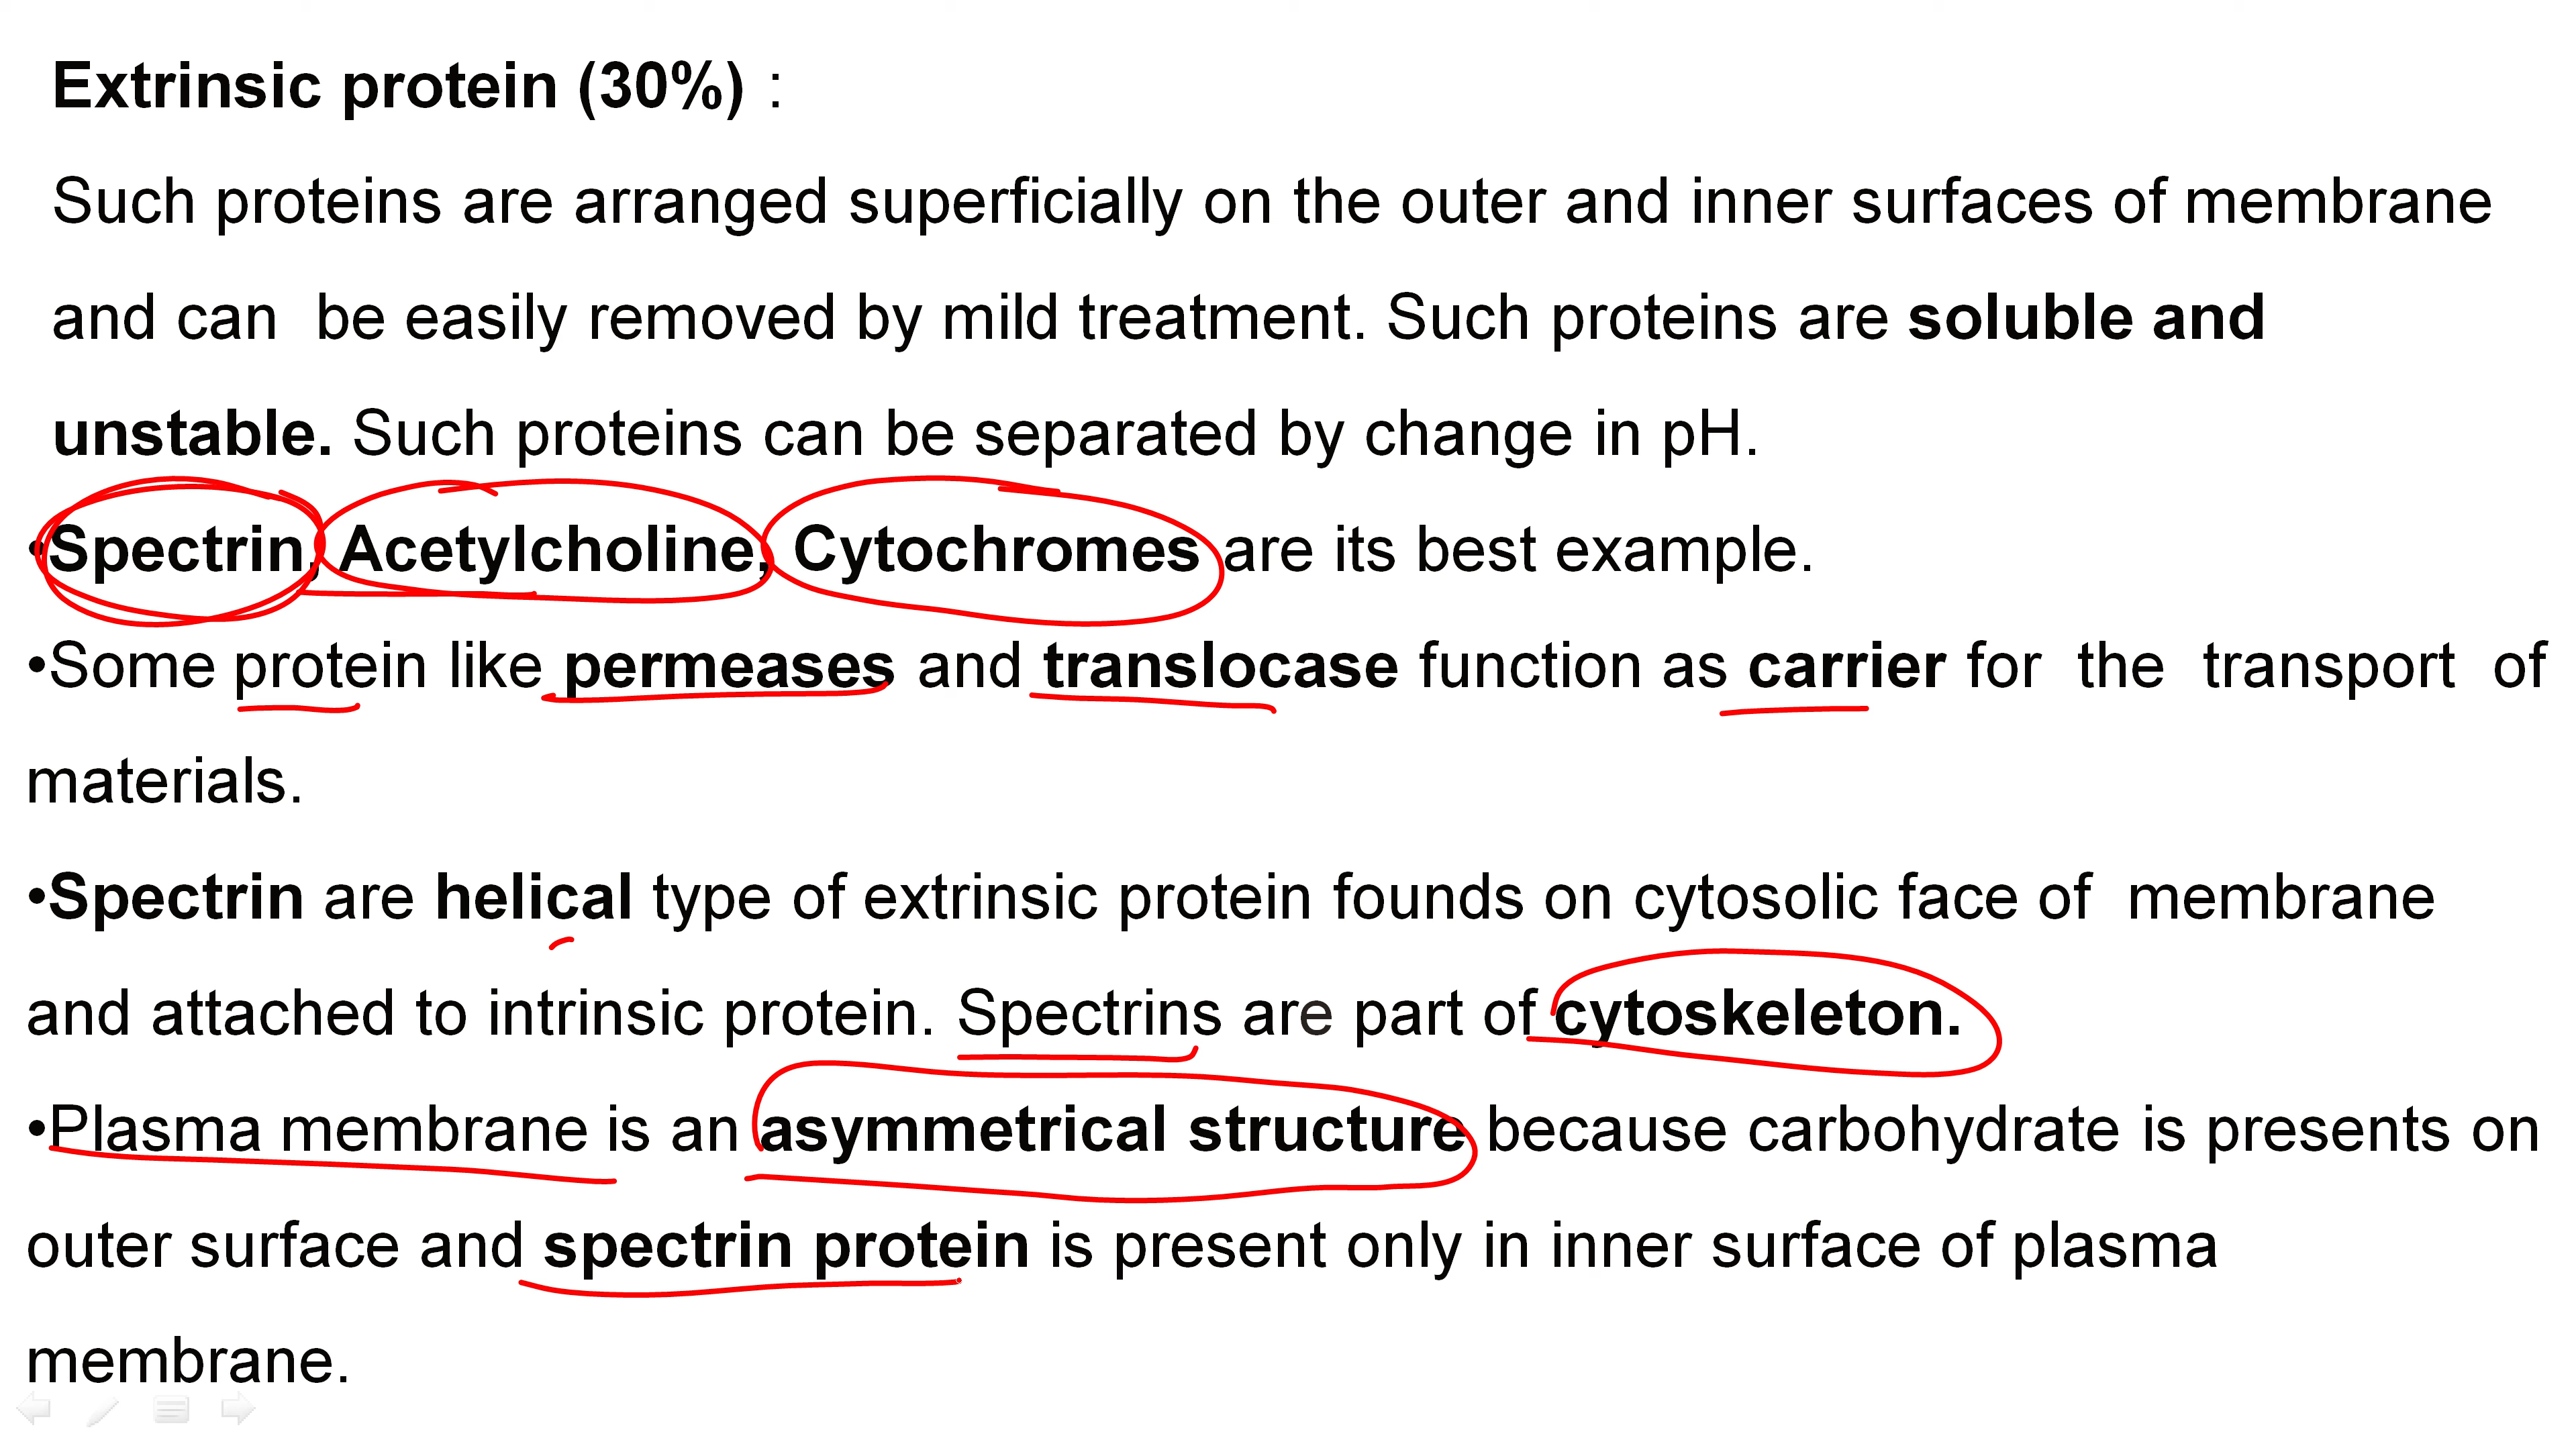 Extrinsic protein (30%) :
Such proteins are arranged superficially on the outer and inner surfaces of membrane
and can be easily removed by mild treatment. Such proteins are soluble and
unstable. Such proteins can be separated by change in pH.
•Spectrin, Acetylcholine, Cytochromes are its best example.
•Some protein like permeases and translocase function as carrier for the transport of
materials.
•Spectrin are helical type of extrinsic protein founds on cytosolic face of membrane
and attached to intrinsic protein. Spectrins are part of cytoskeleton.
•Plasma membrane is an asymmetrical structure because carbohydrate is presents on
outer surface and spectrin protein is present only in inner surface of plasma
membrane.